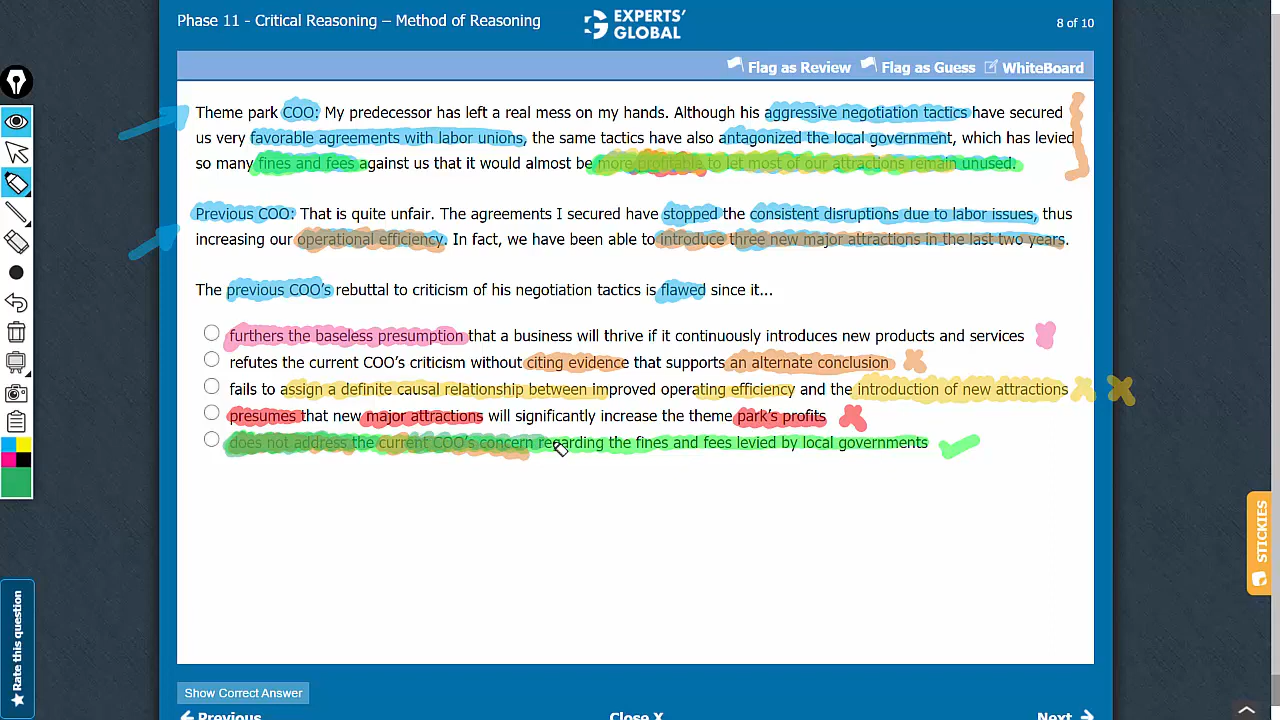 Phase 11 - Critical Reasoning – Method of Reasoning
EXPERTS'
GLOBAL
8 of 10
Flag as Review
Flag as Guess
WhiteBoard
Theme park COO: My predecessor has left a real mess on my hands. Although his aggressive negotiation tactics have secured
us very favorable agreements with labor unions, the same tactics have also antagonized the local government, which has levied
so many fines and fees against us that it would almost be more profitable to let most of our attractions remain unused.
Previous COO: That is quite unfair. The agreements I secured have stopped the consistent disruptions due to labor issues, thus
increasing our operational efficiency. In fact, we have been able to introduce three new major attractions in the last two years.
The previous COO's rebuttal to criticism of his negotiation tactics is flawed since it...
furthers the baseless presumption that a business will thrive if it continuously introduces new products and services
refutes the current COO's criticism without citing evidence that supports an alternate conclusion
fails to assign a definite causal relationship between improved operating efficiency and the introduction of new attractions
presumes that new major attractions will significantly increase the theme park's profits
does not address the current COO's concern regarding the fines and fees levied by local governments
STICKIES
Rate this question
Show Correct Answer
Previous
Close X
Next